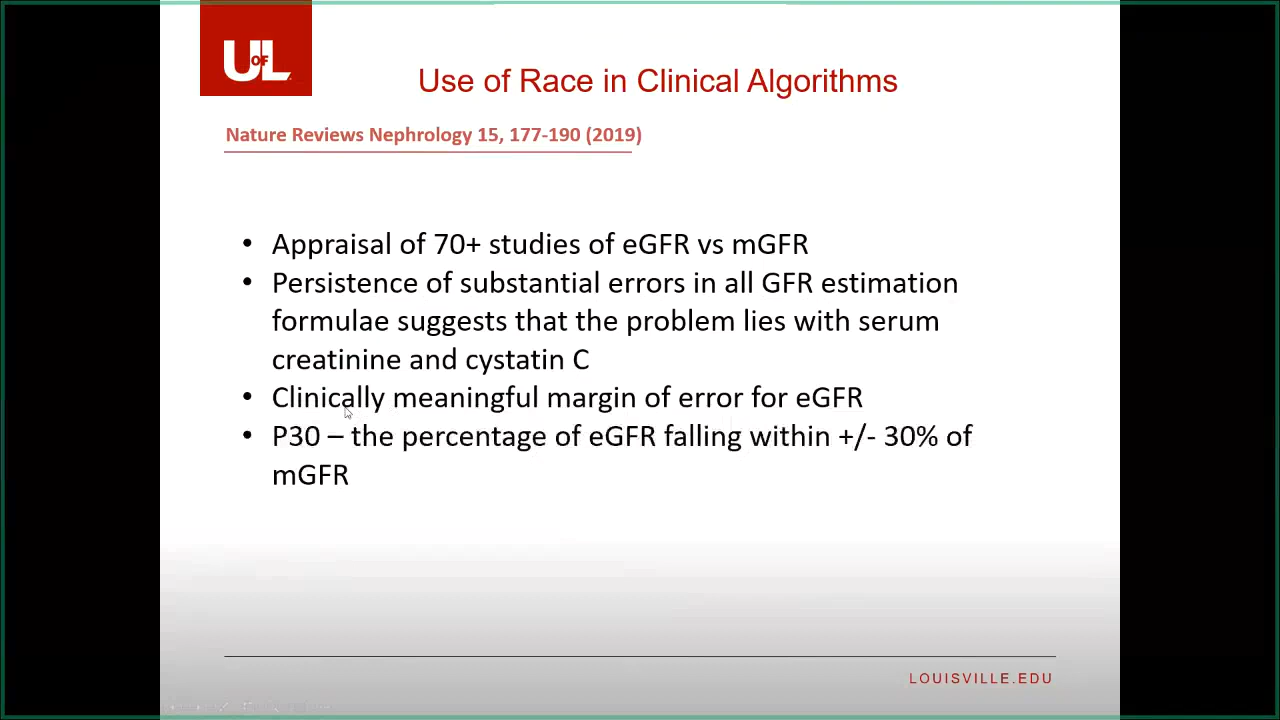 U OF L
Use of Race in Clinical Algorithms
Nature Reviews Nephrology 15, 177-190 (2019)
• Appraisal of 70+ studies of eGFR vs mGFR
• Persistence of substantial errors in all GFR estimation
formulae suggests that the problem lies with serum
creatinine and cystatin C
• Clinically meaningful margin of error for eGFR
• P30 – the percentage of eGFR falling within +/- 30% of
mGFR
LOUISVILLE.EDU